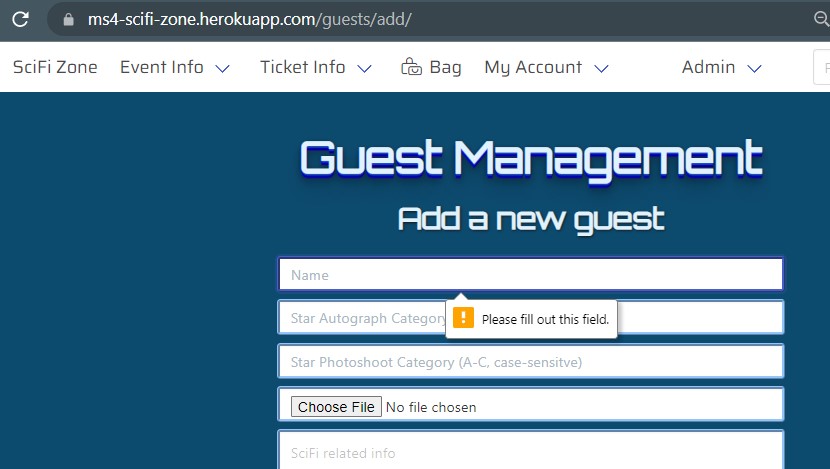 ms4-scifi-zone.herokuapp.com/guests/add/
SciFi Zone Event Info Ticket Info Bag My Account Admin
Guest Management
Add a new guest
Name
Star Autograph Category
Please fill out this field.
Star Photoshoot Category (A-C, case-sensitve)
Choose File No file chosen
SciFi related info